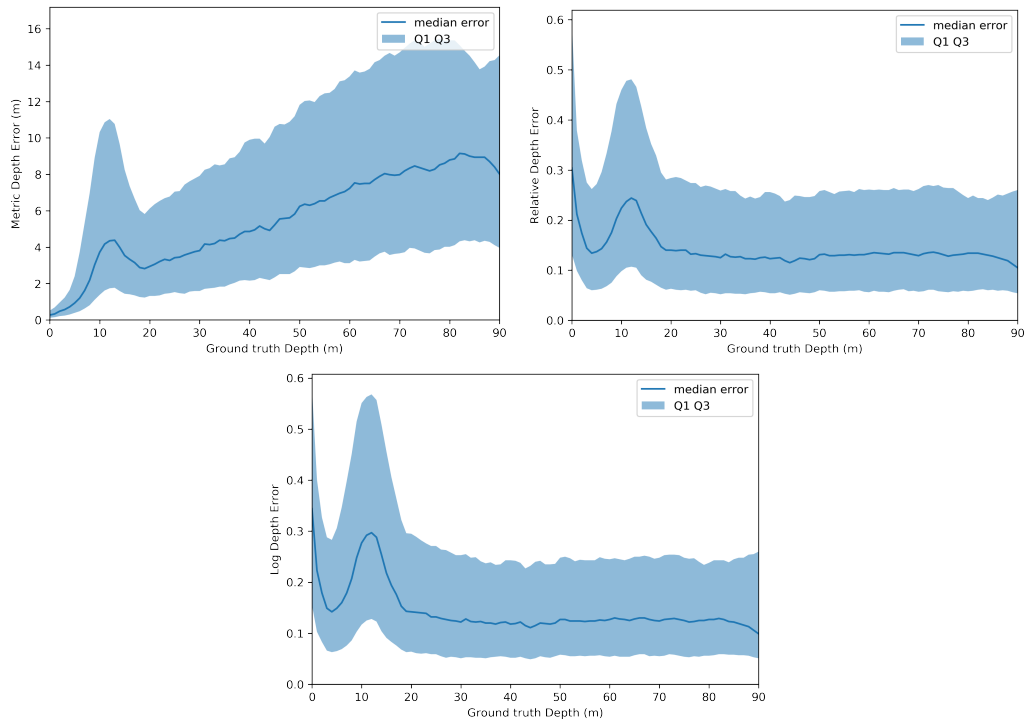 median error
Q1 Q3
16
14
12
10
8
6
4
2
0
Metric Depth Error (m)
0 10 20 30 40 50 60 70 80 90
Ground truth Depth (m)
median error
Q1 Q3
0.6
0.5
0.4
0.3
0.2
0.1
0.0
Relative Depth Error
0 10 20 30 40 50 60 70 80 90
Ground truth Depth (m)
median error
Q1 Q3
0.6
0.5
0.4
0.3
0.2
0.1
0.0
Log Depth Error
0 10 20 30 40 50 60 70 80 90
Ground truth Depth (m)